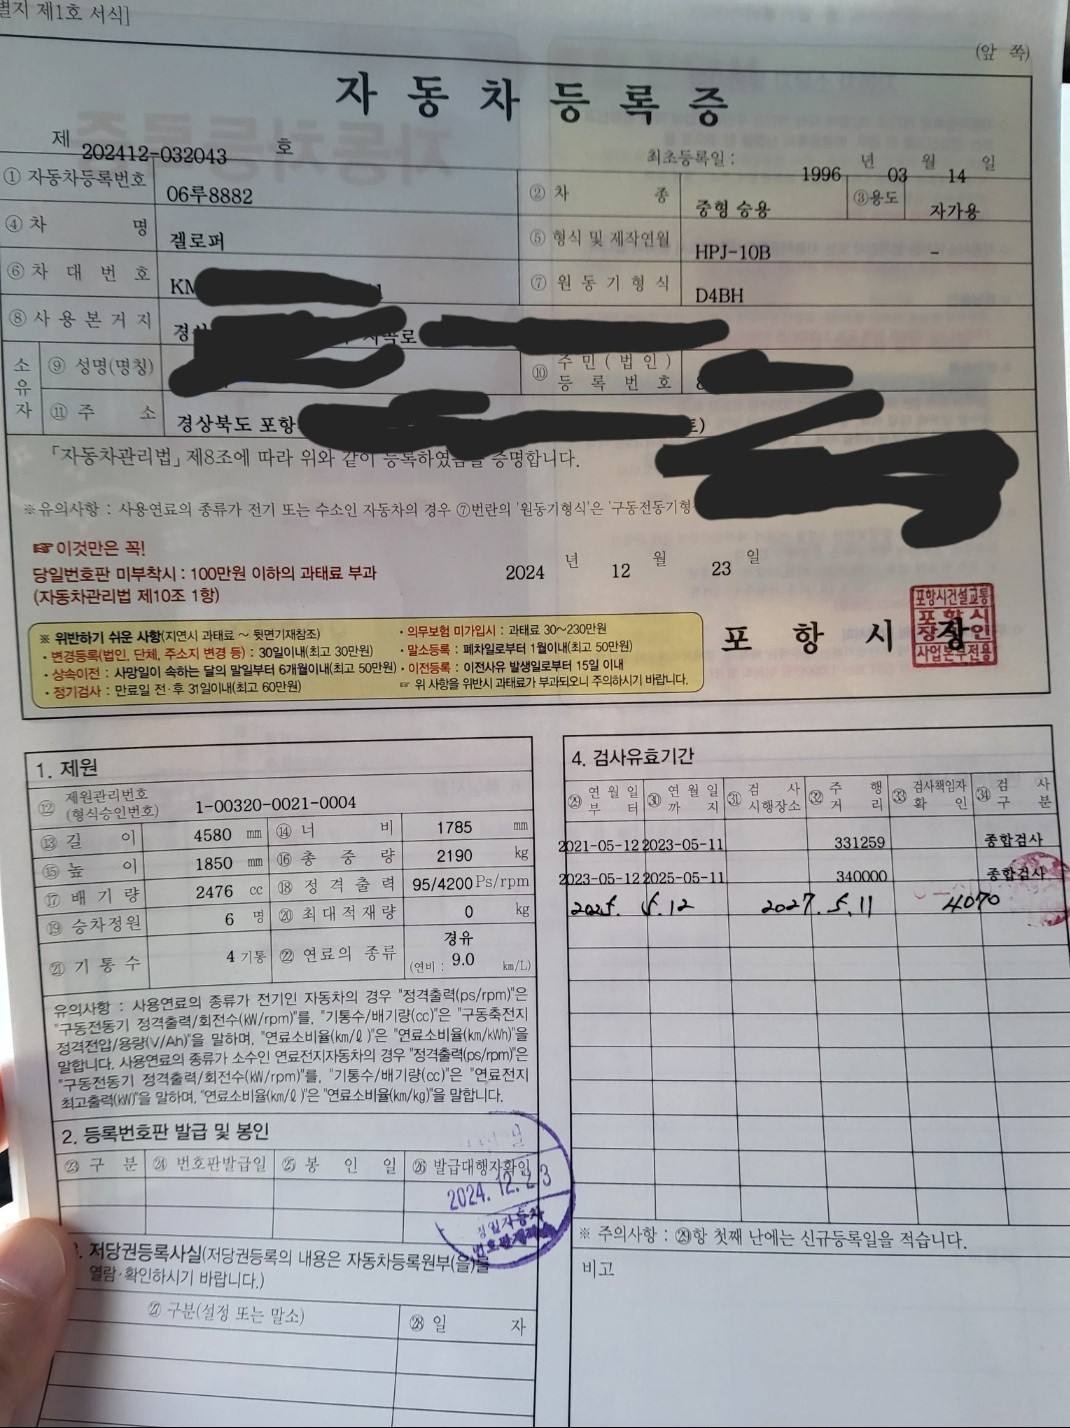 별지 제1호 서식]
(앞 쪽)
자 동 차 등 록 증
제 202412-032043 호
최초등록일 : 1996 년 03 월 14 일
① 자동차등록번호 06루8882 ② 차 종 중형 승용 ③용도 자가용
④ 차 명 겔로퍼 ⑤ 형식 및 제작연월 HPJ-10B -
⑥ 차 대 번 호 KM ⑦ 원 동 기 형 식 D4BH
⑧ 사 용 본 거 지
소유자 ⑨ 성명(명칭) ⑩ 주 민 ( 법 인 ) 등 록 번 호
⑪ 주 소 경상북도 포항
「자동차관리법」 제8조에 따라 위와 같이 등록하였음을 증명합니다.
※유의사항 : 사용연료의 종류가 전기 또는 수소인 자동차의 경우 ⑦번란의 '원동기형식'은 '구동전동기형
☞ 이것만은 꼭!
당일번호판 미부착시 : 100만원 이하의 과태료 부과
(자동차관리법 제10조 1항)
2024 년 12 월 23 일
※ 위반하기 쉬운 사항(지연시 과태료 ~ 뒷면기재참조)
· 변경등록(법인, 단체, 주소지 변경 등) : 30일이내(최고 30만원)
· 상속이전 : 사망일이 속하는 달의 말일부터 6개월이내(최고 50만원)
· 정기검사 : 만료일 전·후 31일이내(최고 60만원)
· 의무보험 미가입시 : 과태료 30~230만원
· 말소등록 : 폐차일로부터 1월이내(최고 50만원)
· 이전등록 : 이전사유 발생일로부터 15일 이내
☞ 위 사항을 위반시 과태료가 부과되오니 주의하시기 바랍니다.
포 항 시 장
포항시건설교통
포항시
장장인
사업본부전용
1. 제원
⑫ 제원관리번호 (형식승인번호) 1-00320-0021-0004
⑬ 길 이 4580 mm ⑭ 너 비 1785 mm
⑮ 높 이 1850 mm ⑯ 총 중 량 2190 kg
⑰ 배 기 량 2476 cc ⑱ 정 격 출 력 95/4200 Ps/rpm
⑲ 승차정원 6 명 ⑳ 최 대 적 재 량 0 kg
㉑ 기 통 수 4 기통 ㉒ 연료의 종류 경유 (연비 : 9.0 km/L)
유의사항 : 사용연료의 종류가 전기인 자동차의 경우 "정격출력(ps/rpm)"은
"구동전동기 정격출력/회전수(kW/rpm)"를, "기통수/배기량(cc)"은 "구동축전지
정격전압/용량(V/Ah)"을 말하며, "연료소비율(km/ℓ)"은 "연료소비율(km/kWh)"을
말합니다. 사용연료의 종류가 수소인 연료전지자동차의 경우 "정격출력(ps/rpm)"은
"구동전동기 정격출력/회전수(kW/rpm)"를, "기통수/배기량(cc)"은 "연료전지
최고출력(kW)"을 말하며, "연료소비율(km/ℓ)"은 "연료소비율(km/kg)"을 말합니다.
2. 등록번호판 발급 및 봉인
㉓ 구 분 ㉔ 번호판발급일 ㉕ 봉 인 일 ㉖ 발급대행자확인
2024. 12. 23
저당권등록사실(저당권등록의 내용은 자동차등록원부(을)를
열람·확인하시기 바랍니다.)
㉗ 구분(설정 또는 말소) ㉘ 일 자
4. 검사유효기간
㉙ 연 월 일 부 터 ㉚ 연 월 일 까 지 ㉛ 검 사 시행장소 ㉜ 주 행 거 리 ㉝ 검사책임자 확 인 ㉞ 검 사 구 분
2021-05-12 2023-05-11 331259 종합검사
2023-05-12 2025-05-11 340000 종합검사
2025. 5.12 2027. 5.11 4070
※ 주의사항 : ㉙항 첫째 난에는 신규등록일을 적습니다.
비고